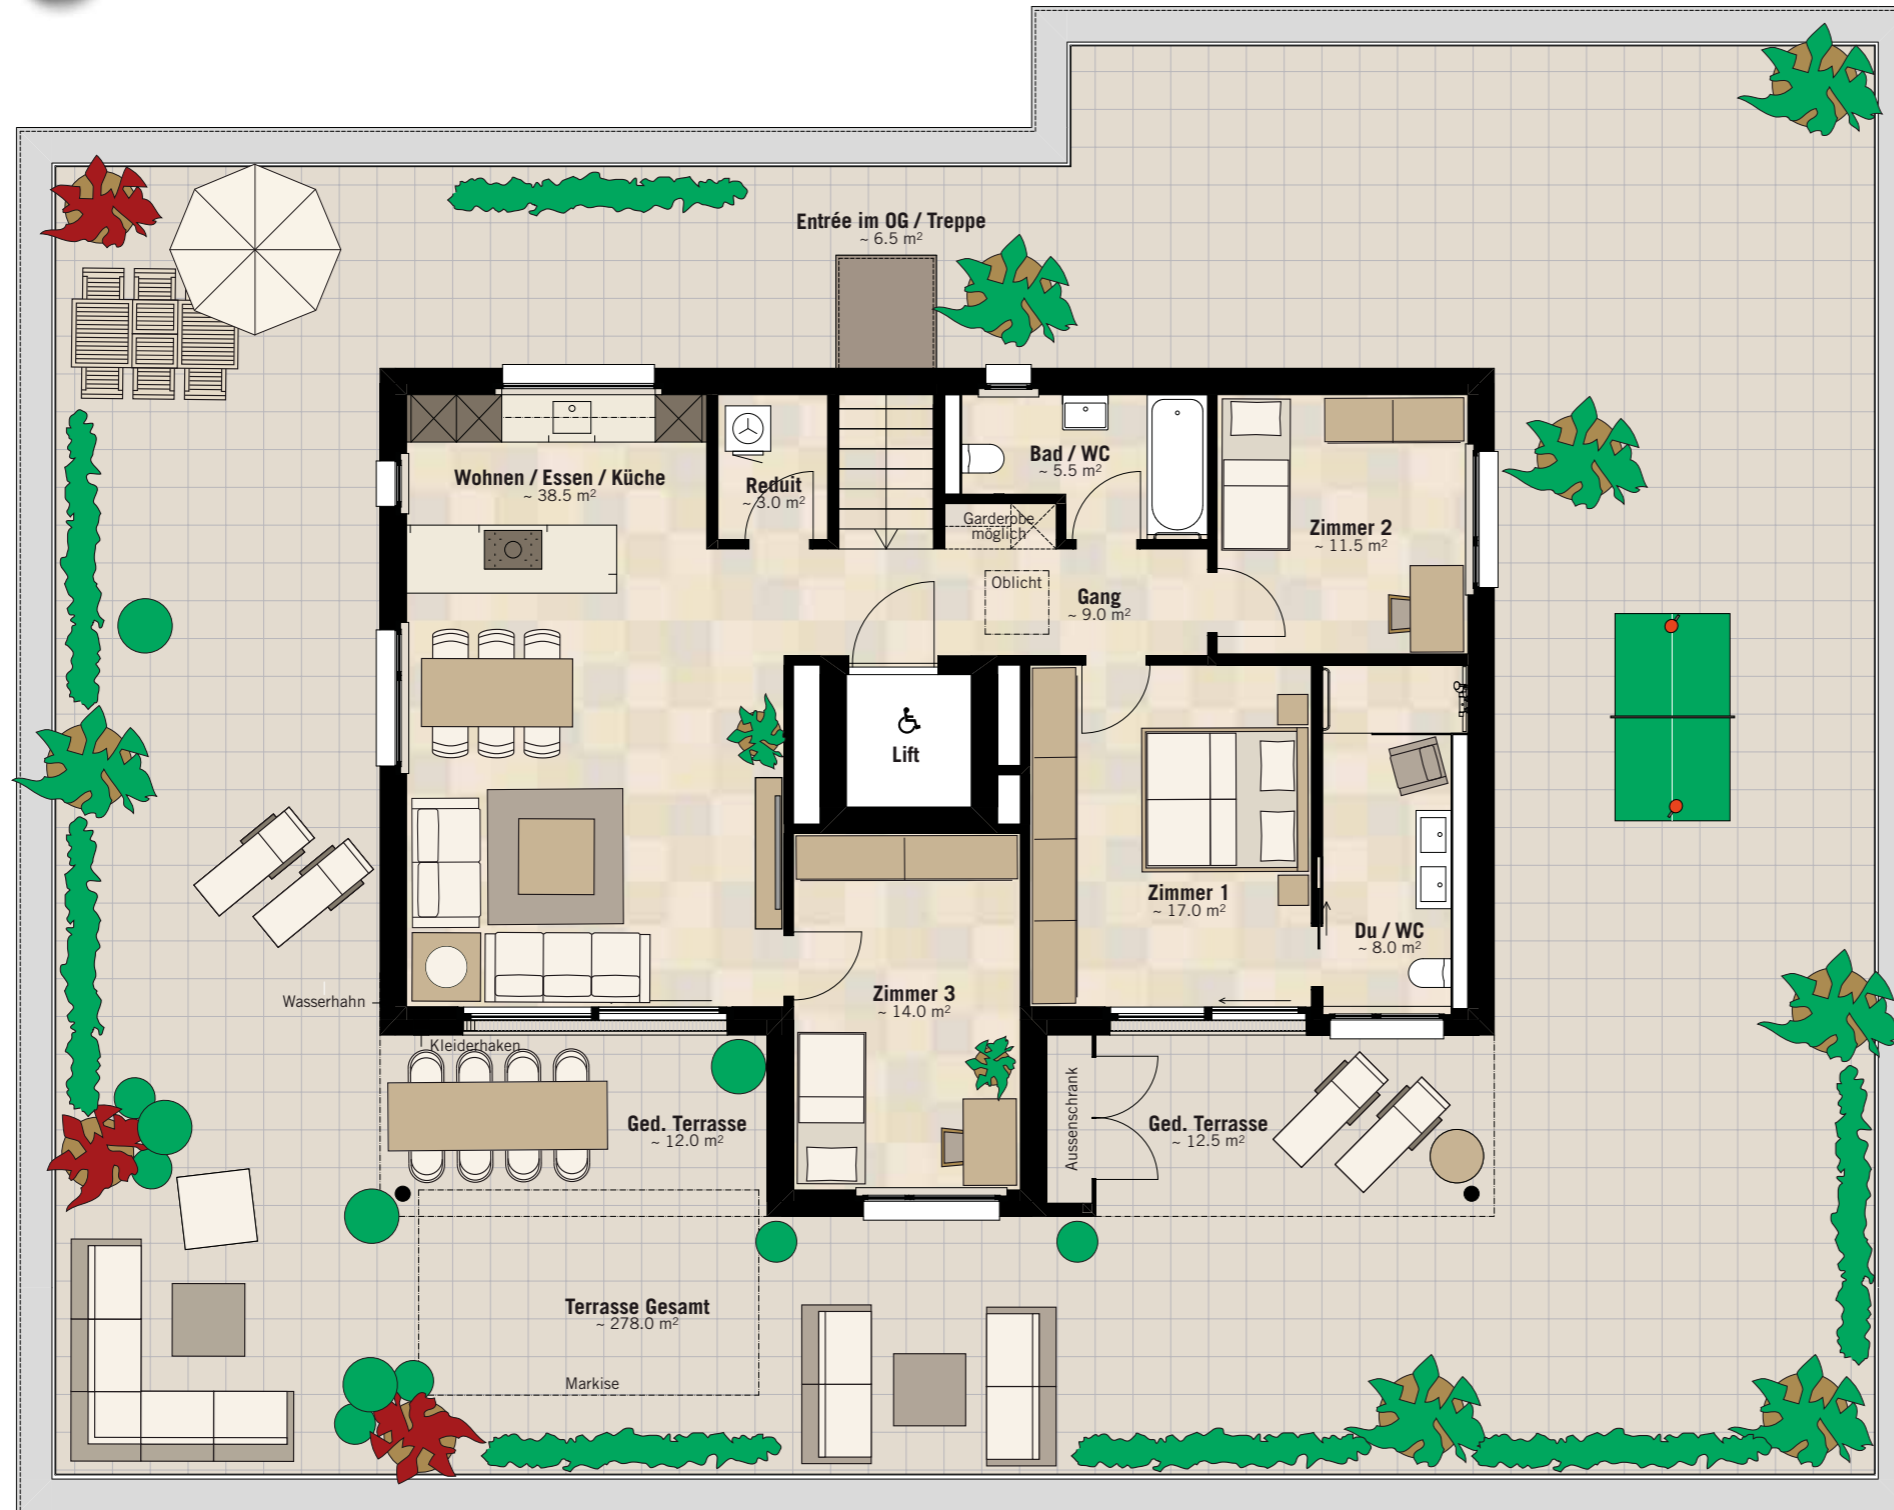 Entrée im OG / Treppe
~ 6.5 m²
Wohnen / Essen / Küche
~ 38.5 m²
Reduit
~ 3.0 m²
Bad / WC
~ 5.5 m²
Garderobe
möglich
Zimmer 2
~ 11.5 m²
Oblicht
Gang
~ 9.0 m²
Lift
Zimmer 1
~ 17.0 m²
Du / WC
~ 8.0 m²
Wasserhahn
Zimmer 3
~ 14.0 m²
Kleiderhaken
Ged. Terrasse
~ 12.0 m²
Aussenschrank
Ged. Terrasse
~ 12.5 m²
Terrasse Gesamt
~ 278.0 m²
Markise